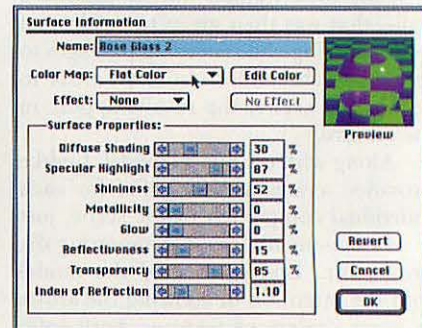 Surface Information
Name: Rose Glass 2
Color Map: Flat Color Edit Color
Effect: None No Effect
Preview
Surface Properties:
Diffuse Shading 30 %
Specular Highlight 87 %
Shininess 52 %
Metallicity 0 %
Glow 0 %
Reflectiveness 15 %
Transparency 85 %
Index of Refraction 1.10
Revert
Cancel
OK